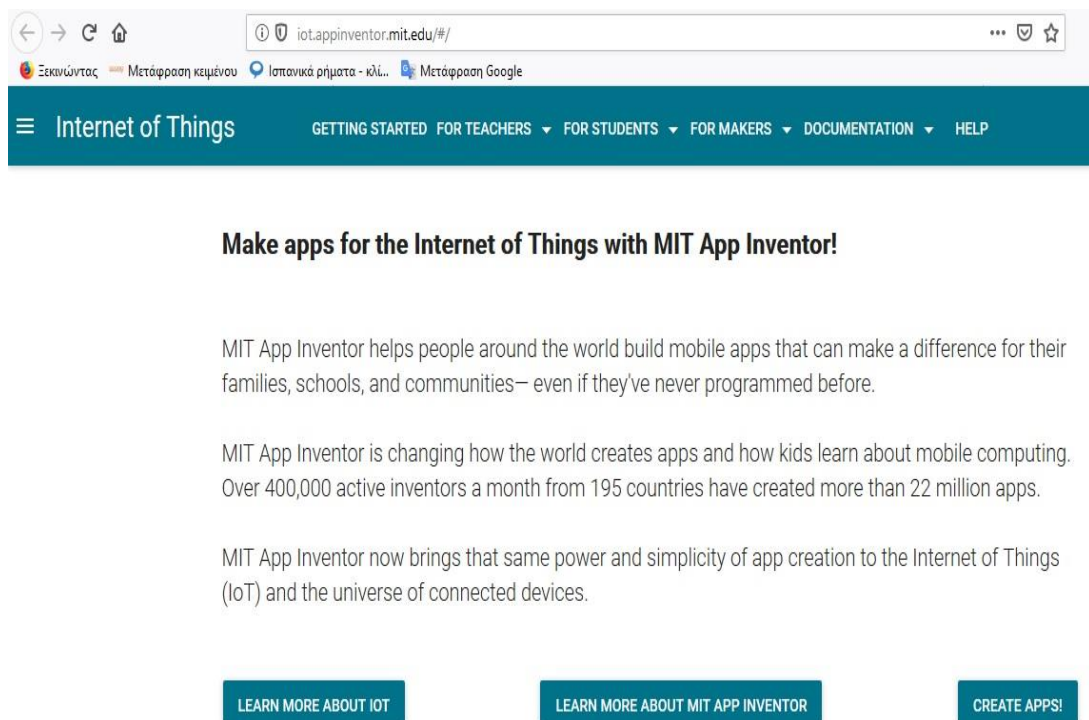 iot.appinventor.mit.edu/#/
Ξεκινώντας Μετάφραση κειμένου Ισπανικά ρήματα - κλί... Μετάφραση Google
Internet of Things GETTING STARTED FOR TEACHERS FOR STUDENTS FOR MAKERS DOCUMENTATION HELP
Make apps for the Internet of Things with MIT App Inventor!
MIT App Inventor helps people around the world build mobile apps that can make a difference for their
families, schools, and communities— even if they've never programmed before.
MIT App Inventor is changing how the world creates apps and how kids learn about mobile computing.
Over 400,000 active inventors a month from 195 countries have created more than 22 million apps.
MIT App Inventor now brings that same power and simplicity of app creation to the Internet of Things
(IoT) and the universe of connected devices.
LEARN MORE ABOUT IOT LEARN MORE ABOUT MIT APP INVENTOR CREATE APPS!